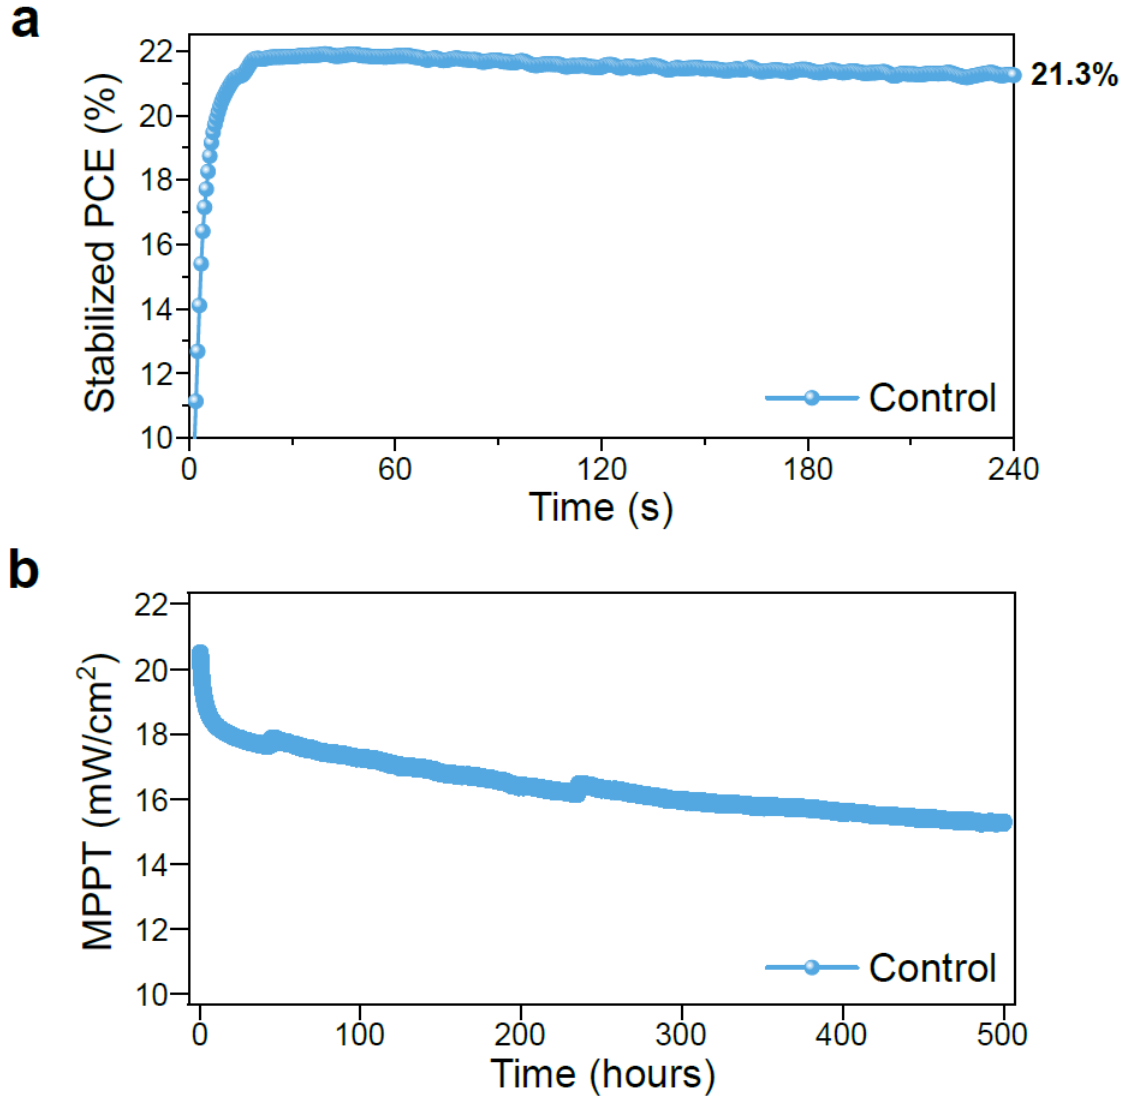 a
Stabilized PCE (%)
22
20
18
16
14
12
10
21.3%
Control
0 60 120 180 240
Time (s)
b
MPPT (mW/cm²)
22
20
18
16
14
12
10
Control
0 100 200 300 400 500
Time (hours)